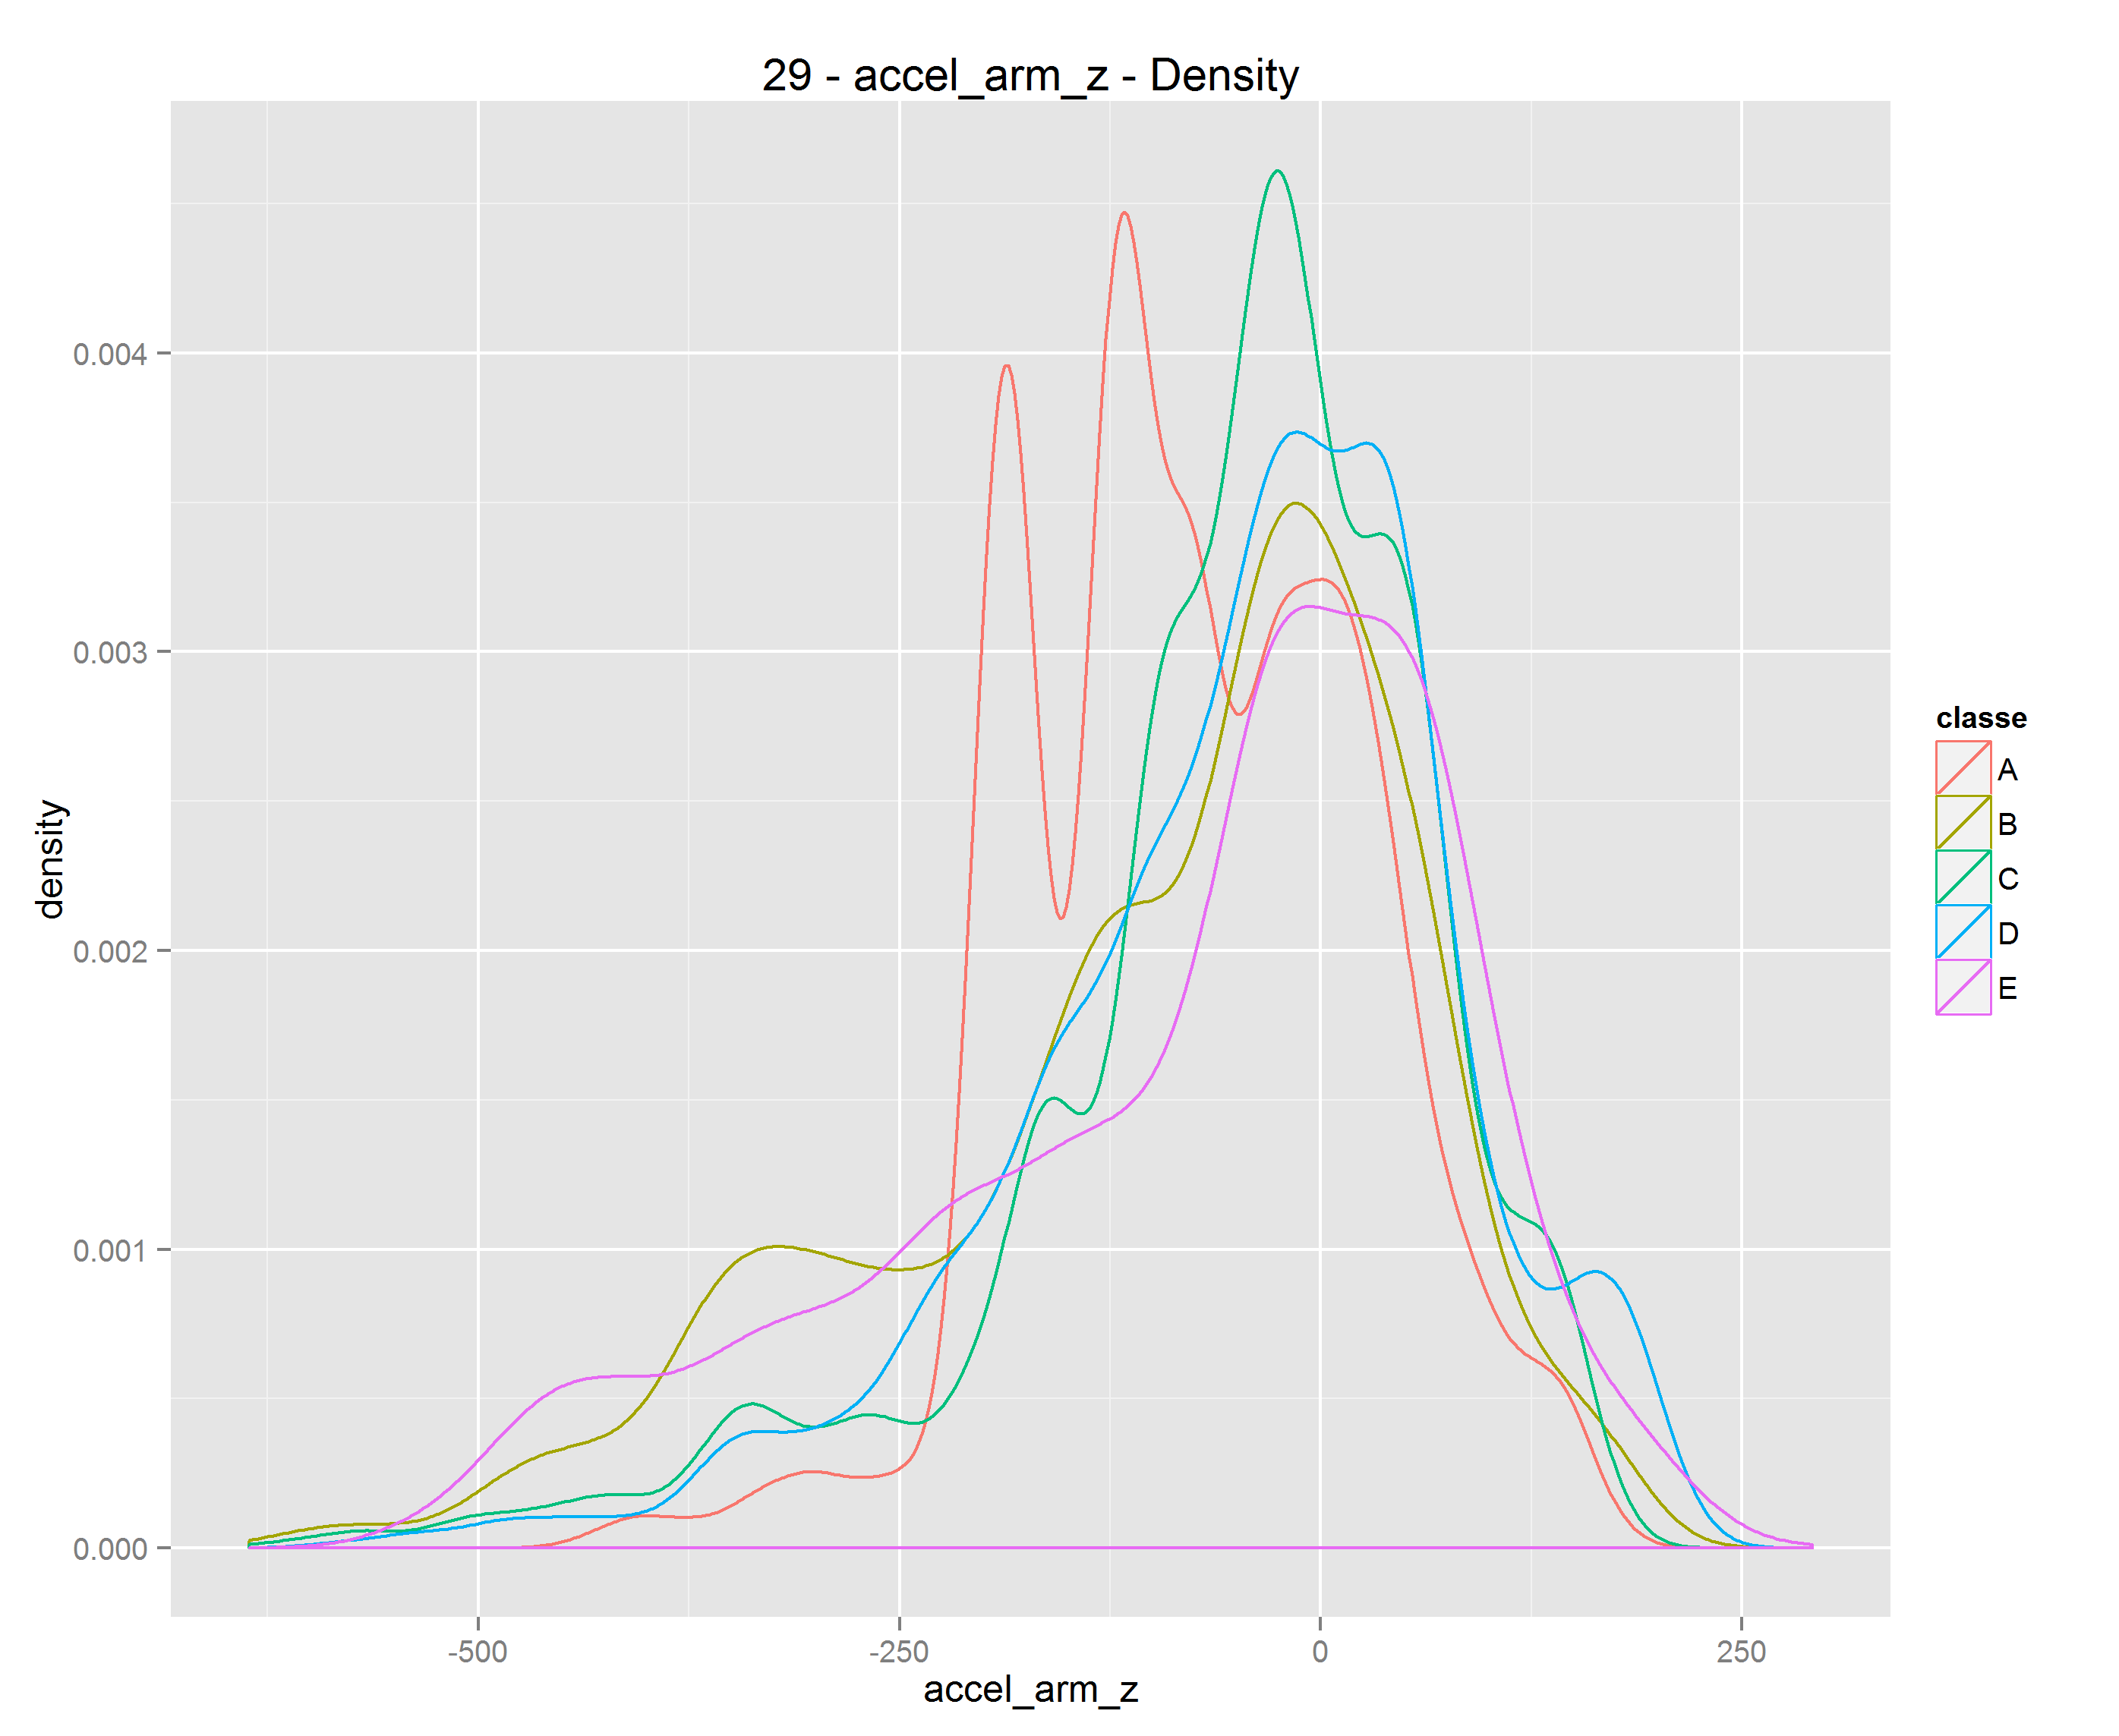 29 - accel_arm_z - Density
density
0.004
0.003
0.002
0.001
0.000
-500
-250
0
250
accel_arm_z
classe
A
B
C
D
E